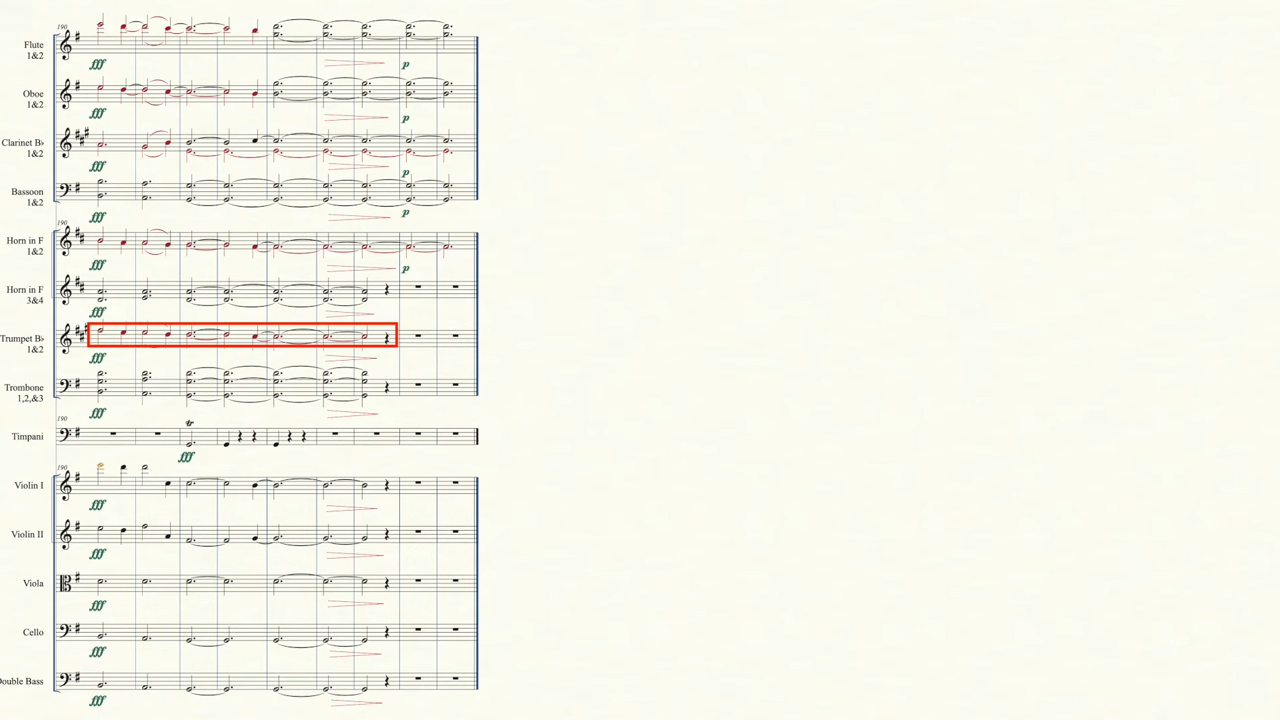 190
Flute
1&2
fff
p
Oboe
1&2
fff
p
Clarinet B♭
1&2
fff
p
Bassoon
1&2
fff
p
190
Horn in F
1&2
fff
p
Horn in F
3&4
fff
Trumpet B♭
1&2
fff
Trombone
1,2,&3
fff
190
Timpani
tr
fff
190
Violin I
fff
Violin II
fff
Viola
fff
Cello
fff
Double Bass
fff